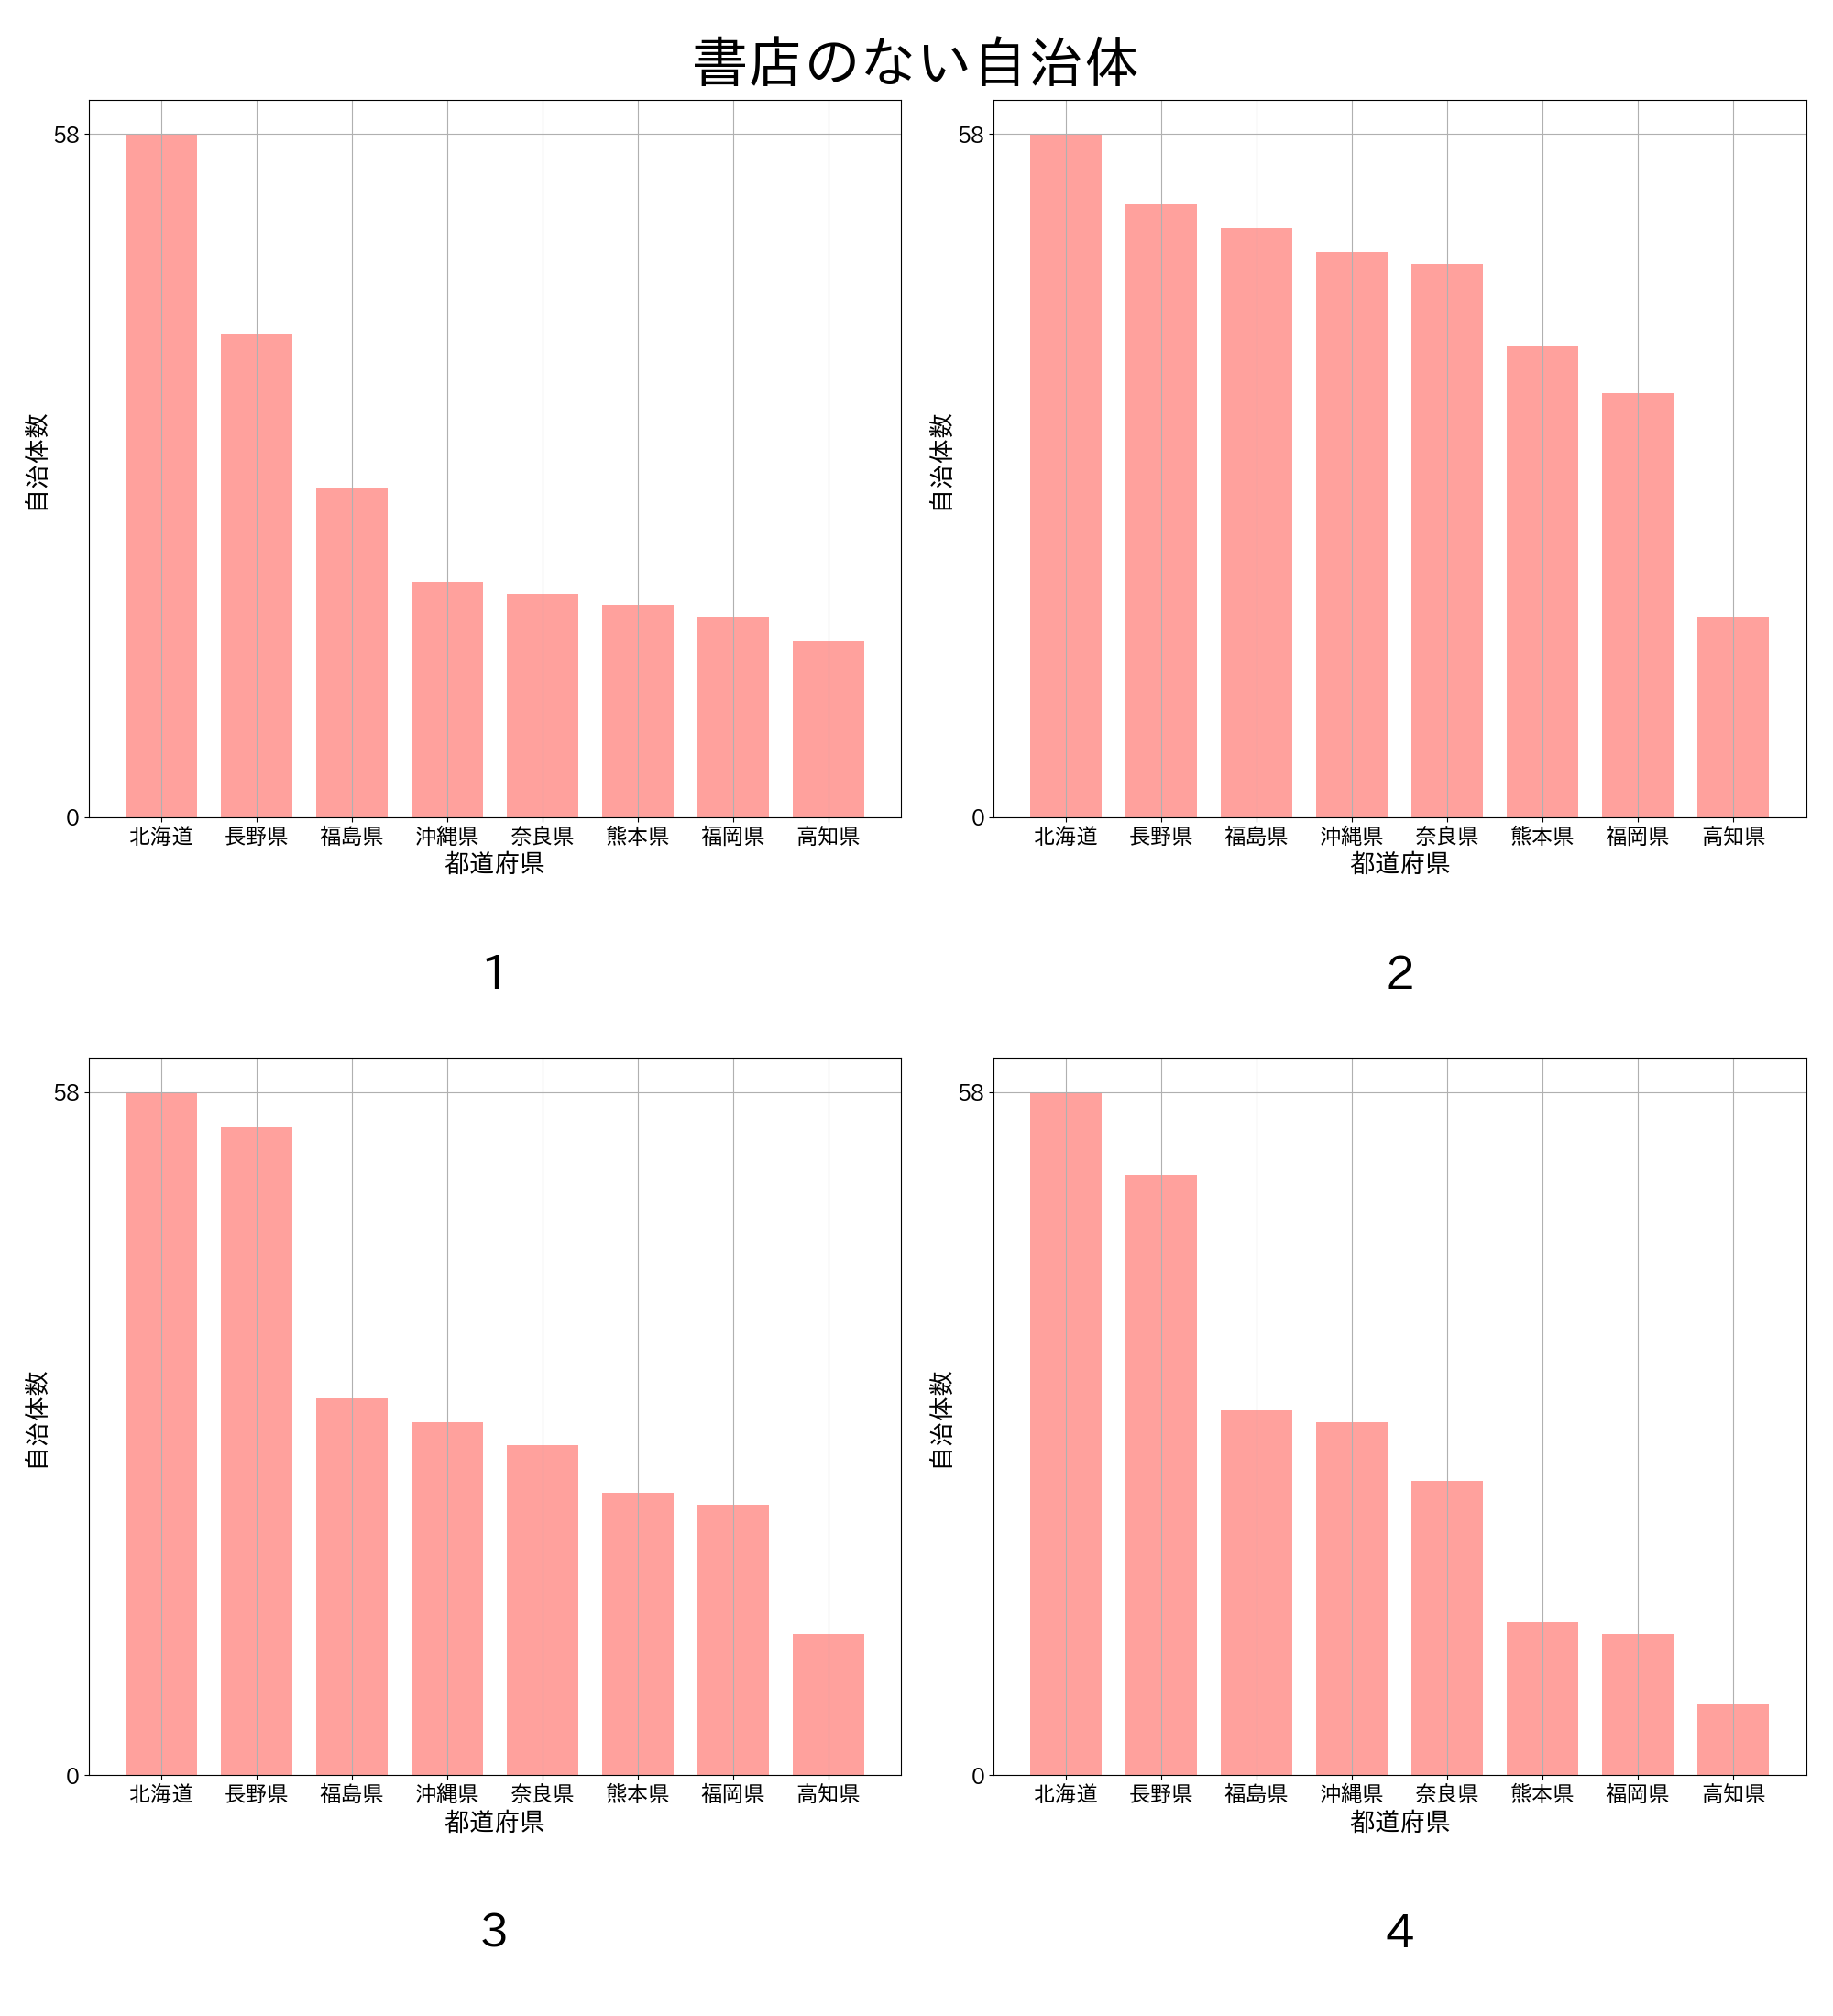 書店のない自治体
58
0
自治体数
北海道 長野県 福島県 沖縄県 奈良県 熊本県 福岡県 高知県
都道府県
1
58
0
自治体数
北海道 長野県 福島県 沖縄県 奈良県 熊本県 福岡県 高知県
都道府県
2
58
0
自治体数
北海道 長野県 福島県 沖縄県 奈良県 熊本県 福岡県 高知県
都道府県
3
58
0
自治体数
北海道 長野県 福島県 沖縄県 奈良県 熊本県 福岡県 高知県
都道府県
4